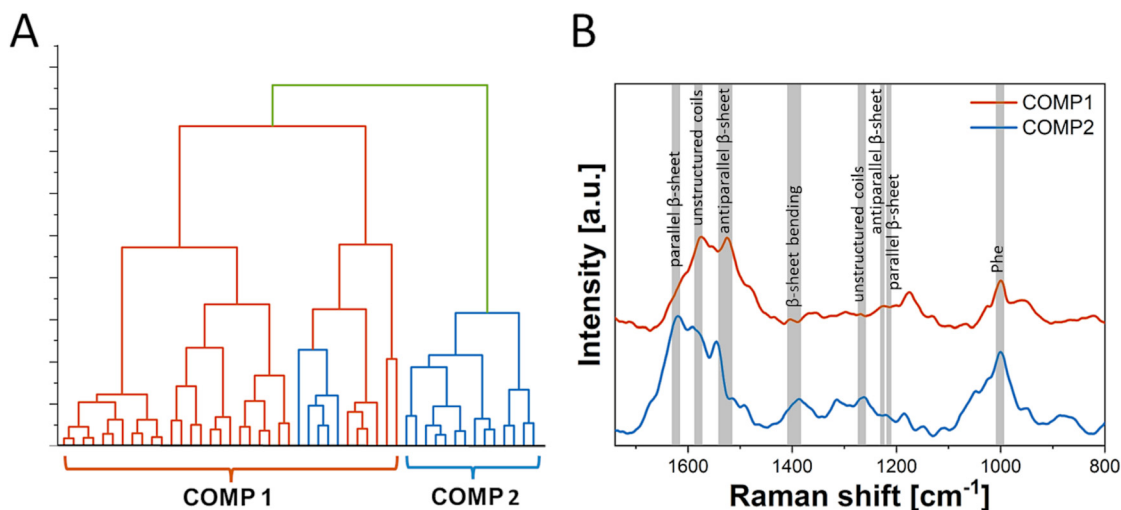 A
COMP 1
COMP 2
B
Intensity [a.u.]
parallel β-sheet
unstructured coils
antiparallel β-sheet
β-sheet bending
unstructured coils
antiparallel β-sheet
parallel β-sheet
Phe
COMP1
COMP2
1600
1400
1200
1000
800
Raman shift [cm⁻¹]